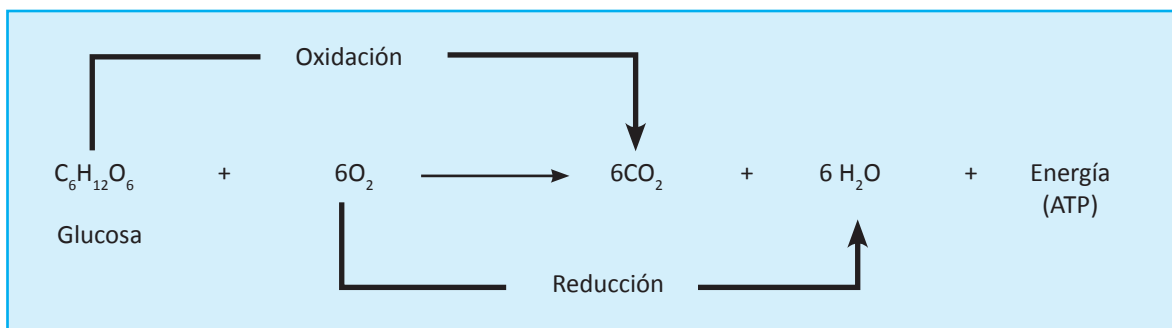 Oxidación
C₆H₁₂O₆ + 6O₂ 6CO₂ + 6 H₂O + Energía
(ATP)
Glucosa
Reducción